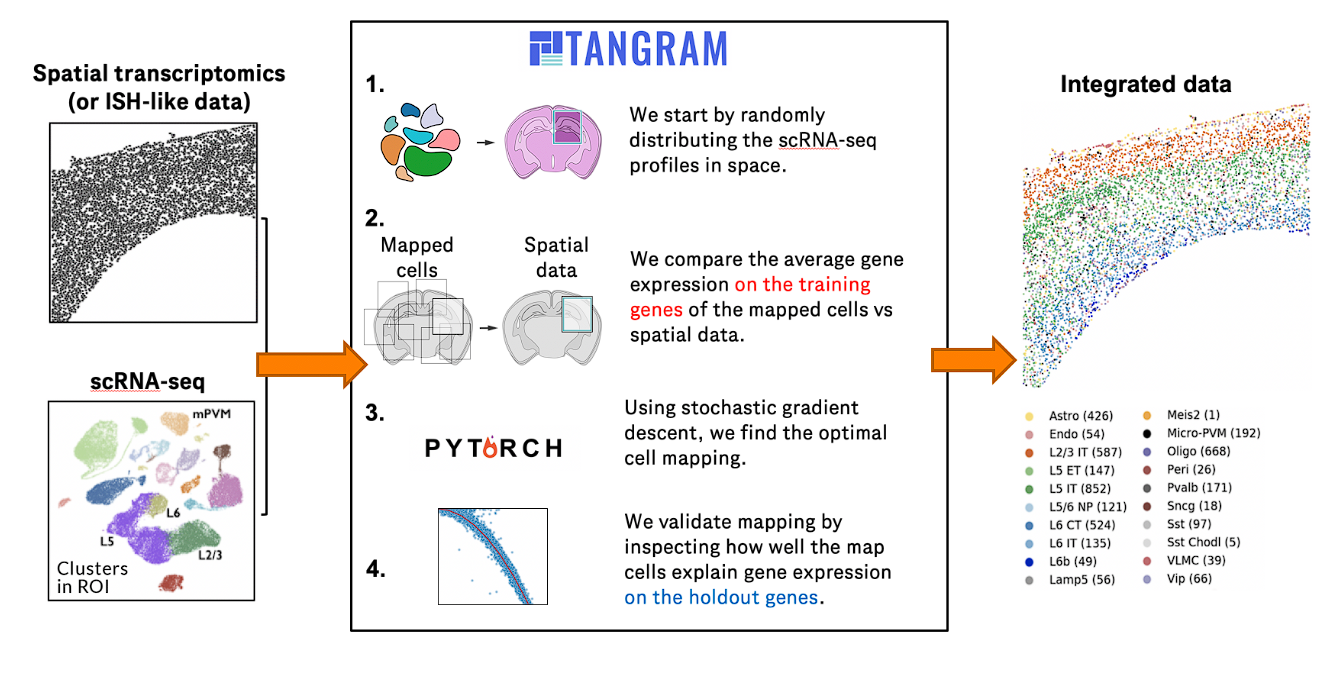 Spatial transcriptomics
(or ISH-like data)
scRNA-seq
mPVM
L6
L5
L2/3
Clusters
in ROI
TANGRAM
1.
We start by randomly
distributing the scRNA-seq
profiles in space.
2.
Mapped
cells
Spatial
data
We compare the average gene
expression on the training
genes of the mapped cells vs
spatial data.
3.
PYTORCH
Using stochastic gradient
descent, we find the optimal
cell mapping.
4.
We validate mapping by
inspecting how well the map
cells explain gene expression
on the holdout genes.
Integrated data
Astro (426)
Endo (54)
L2/3 IT (587)
L5 ET (147)
L5 IT (852)
L5/6 NP (121)
L6 CT (524)
L6 IT (135)
L6b (49)
Lamp5 (56)
Meis2 (1)
Micro-PVM (192)
Oligo (668)
Peri (26)
Pvalb (171)
Sncg (18)
Sst (97)
Sst Chodl (5)
VLMC (39)
Vip (66)